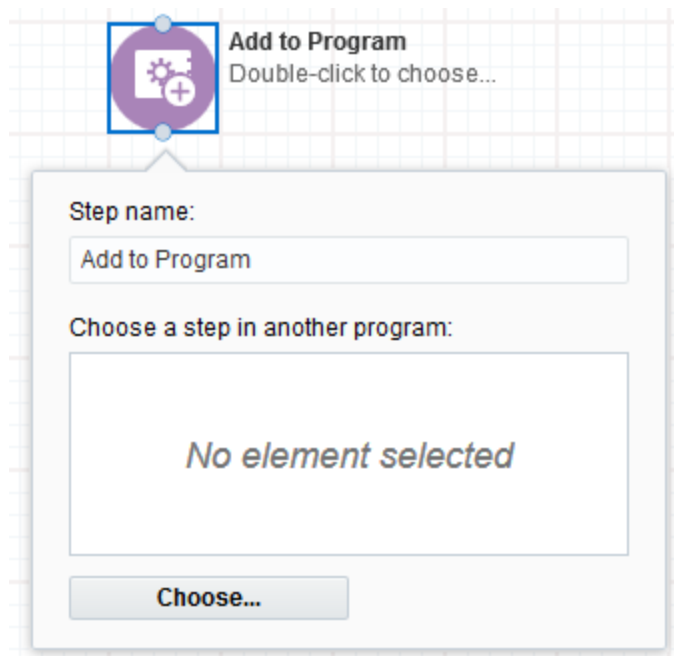 Add to Program
Double-click to choose...
Step name:
Add to Program
Choose a step in another program:
No element selected
Choose...